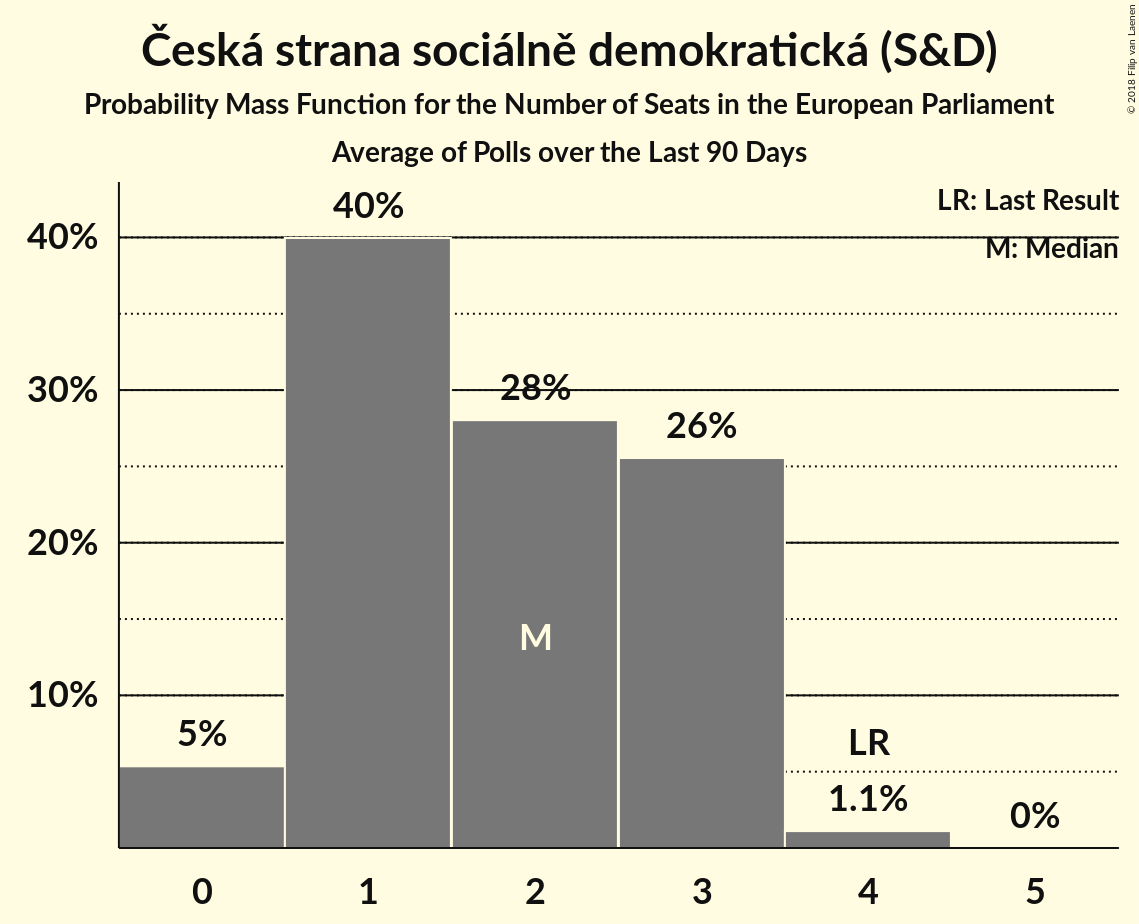 Česká strana sociálně demokratická (S&D)
Probability Mass Function for the Number of Seats in the European Parliament
Average of Polls over the Last 90 Days
© 2018 Filip van Laenen
LR: Last Result
M: Median
40%
30%
20%
10%
5%
40%
28%
26%
1.1%
0%
M
LR
0
1
2
3
4
5